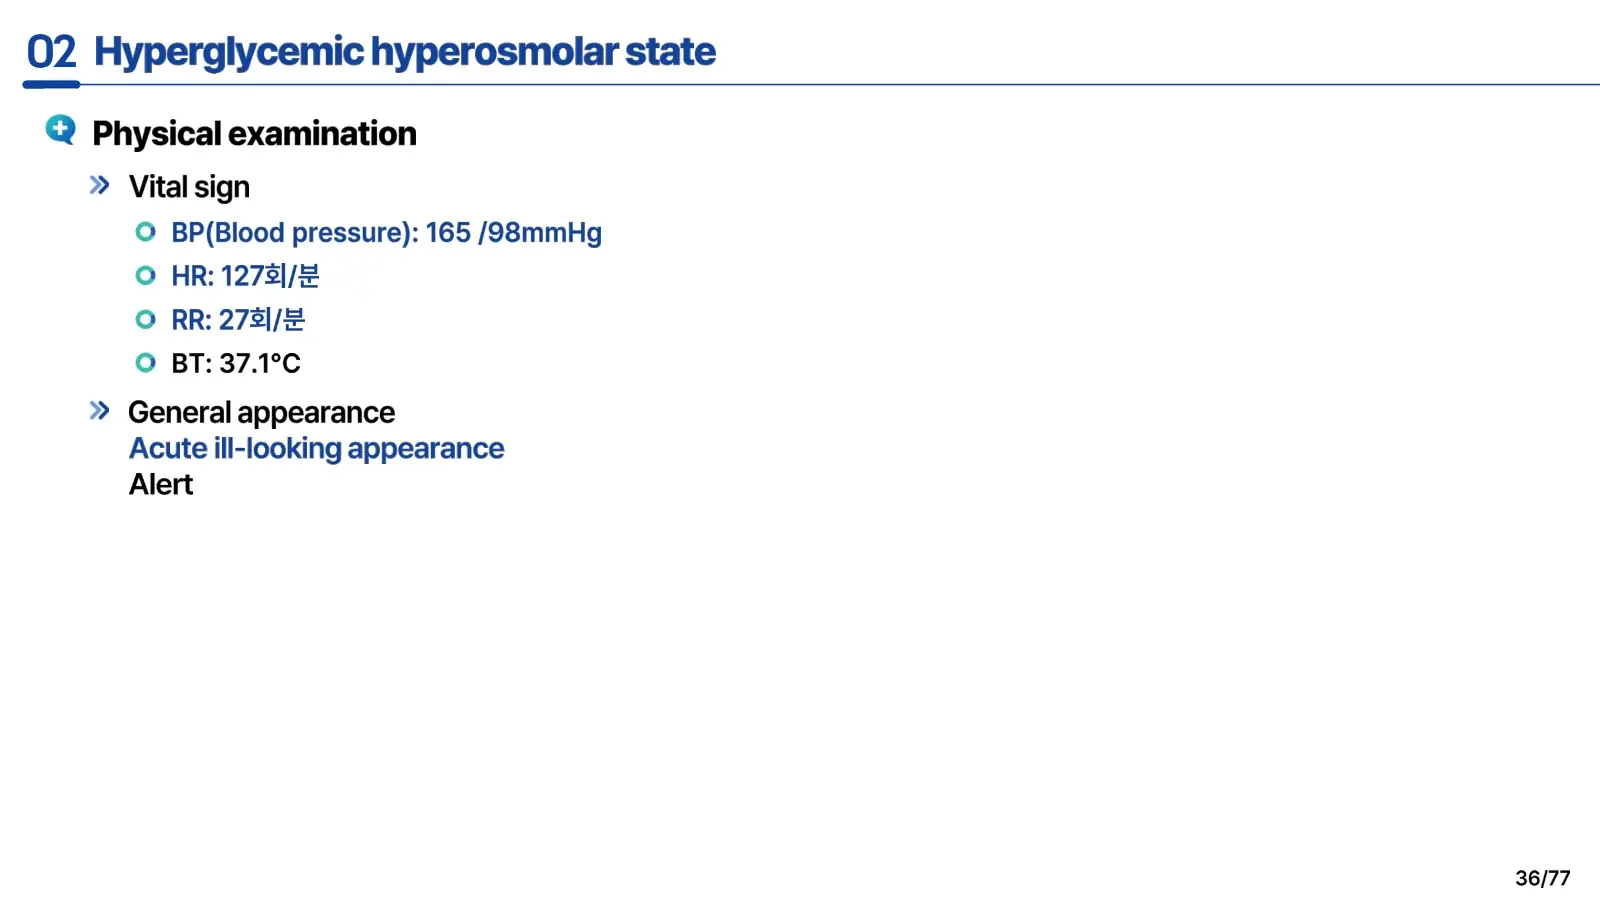 02 Hyperglycemic hyperosmolar state
Physical examination
Vital sign
BP(Blood pressure): 165 /98mmHg
HR: 127회/분
RR: 27회/분
BT: 37.1°C
General appearance
Acute ill-looking appearance
Alert
36/77